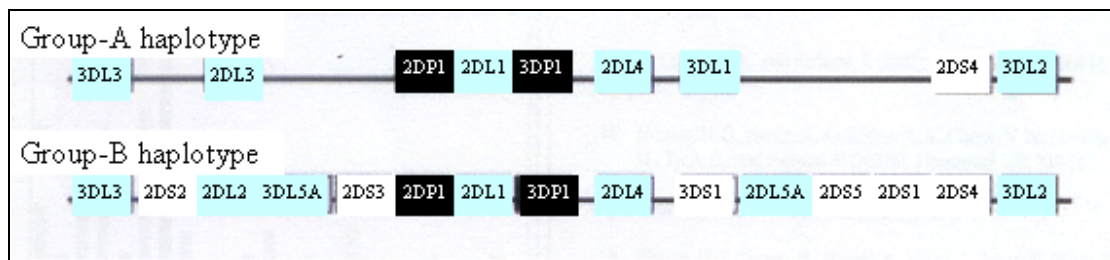 Group-A haplotype
3DL3 2DL3 2DP1 2DL1 3DP1 2DL4 3DL1 2DS4 3DL2
Group-B haplotype
3DL3 2DS2 2DL2 3DL5A 2DS3 2DP1 2DL1 3DP1 2DL4 3DS1 2DL5A 2DS5 2DS1 2DS4 3DL2